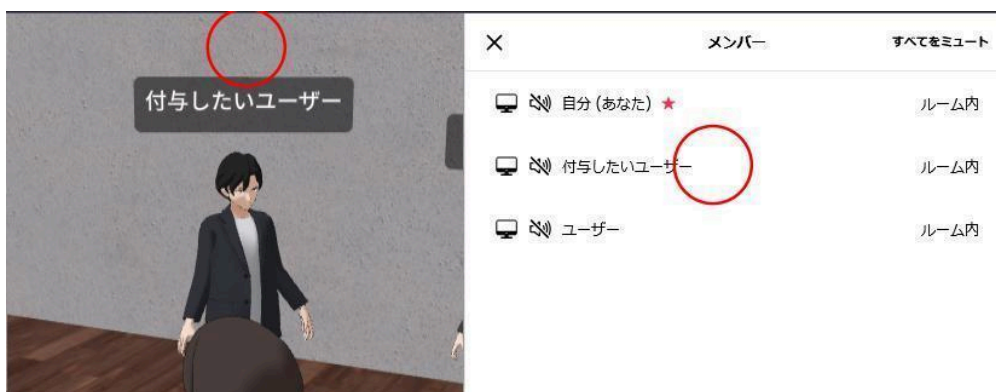 付与したいユーザー
メンバー
すべてをミュート
自分 (あなた) ★
ルーム内
付与したいユーザー
ルーム内
ユーザー
ルーム内